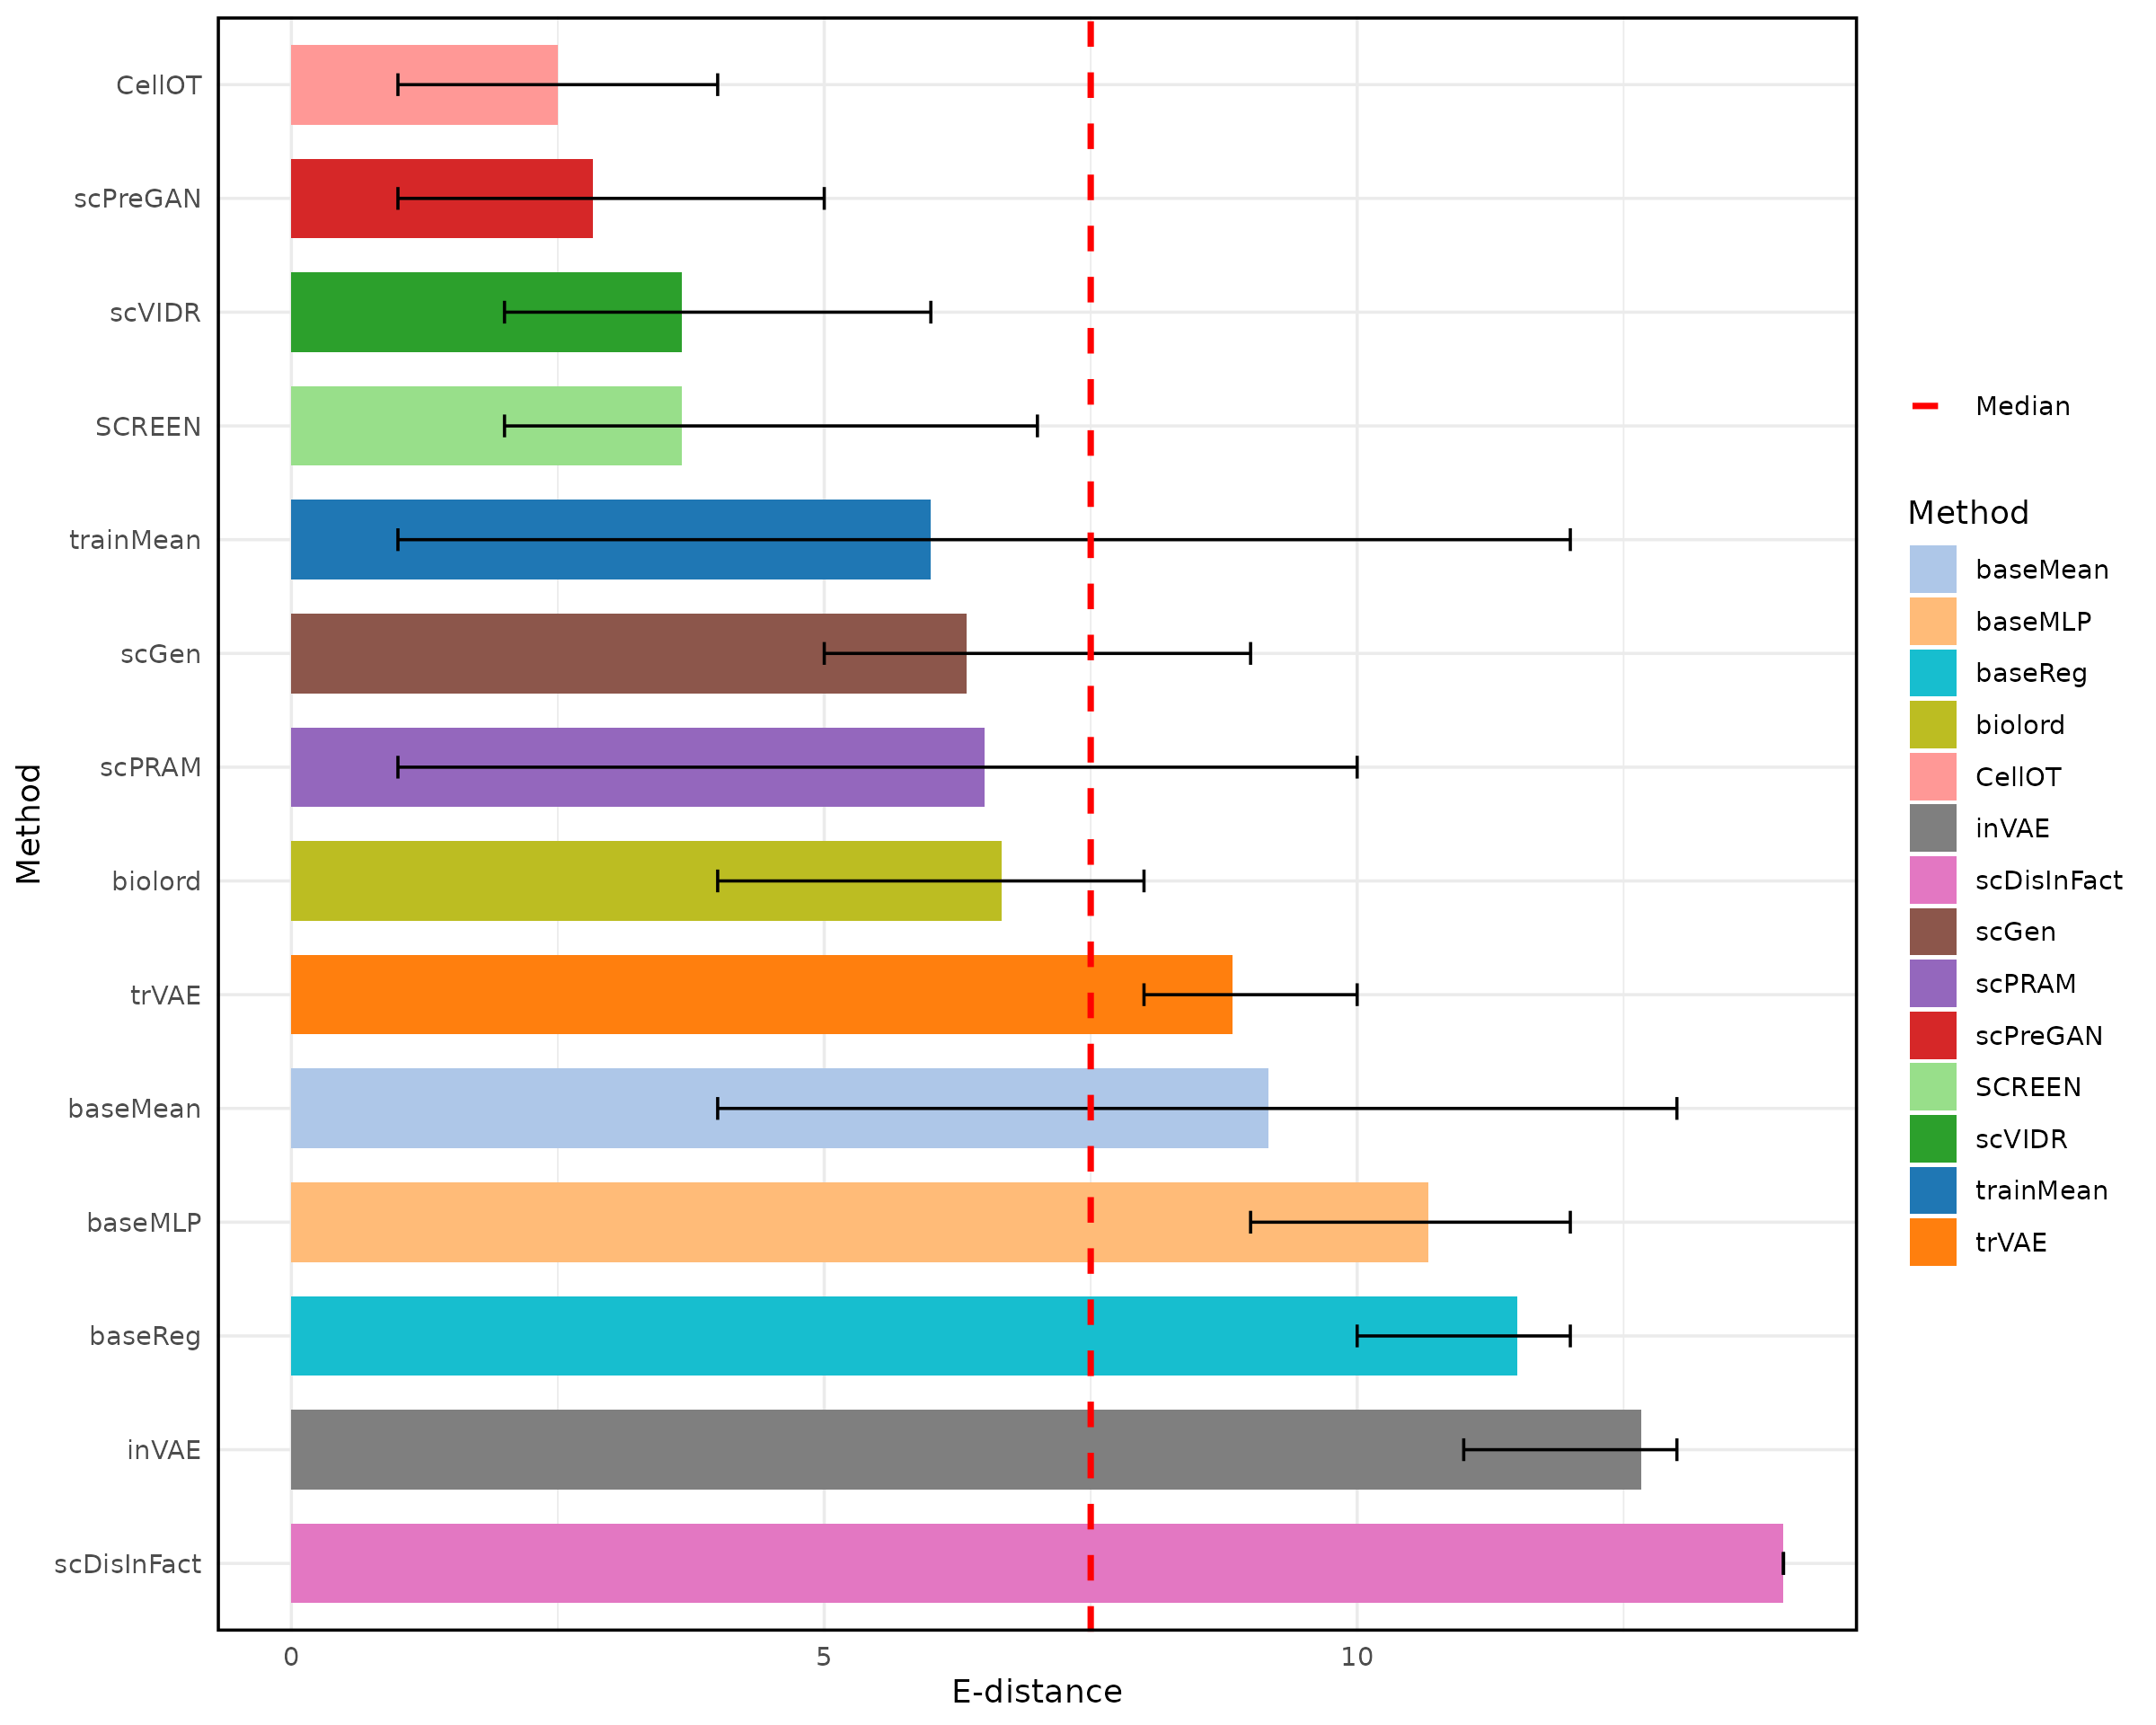 CellOT
scPreGAN
scVIDR
SCREEN
trainMean
scGen
scPRAM
biolord
trVAE
baseMean
baseMLP
baseReg
inVAE
scDisInFact
Method
0 5 10
E-distance
Median
Method
baseMean
baseMLP
baseReg
biolord
CellOT
inVAE
scDisInFact
scGen
scPRAM
scPreGAN
SCREEN
scVIDR
trainMean
trVAE